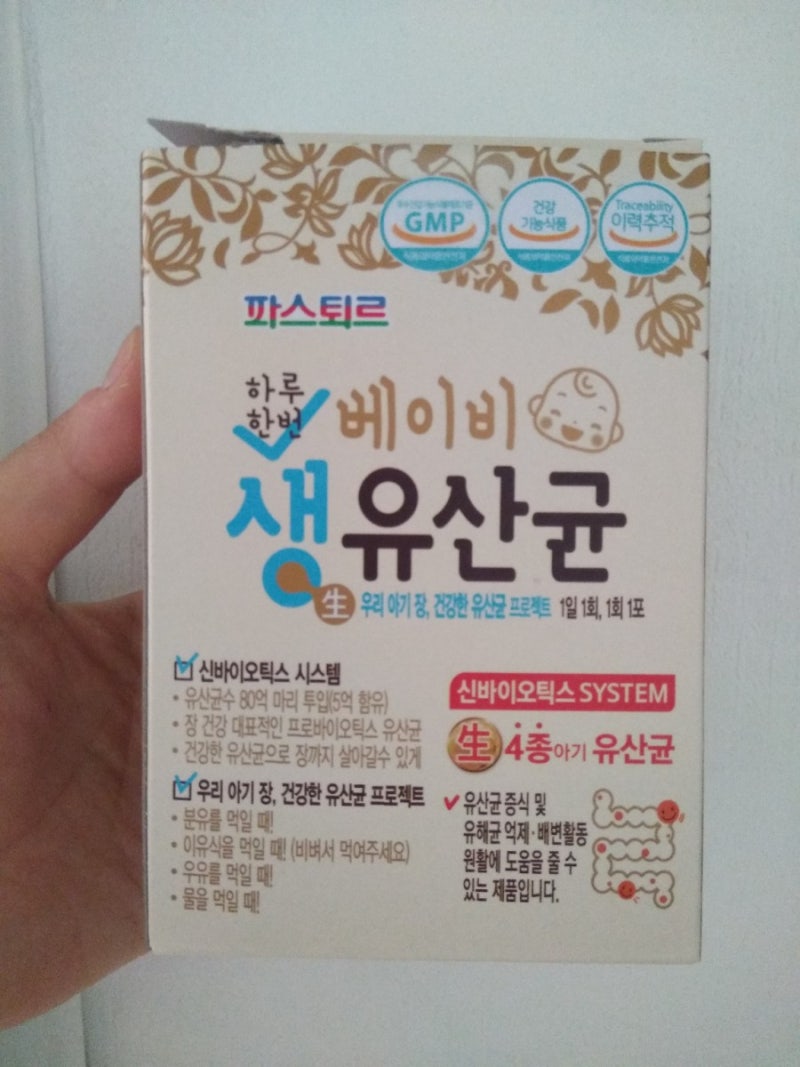 GMP
건강
기능식품
Traceability
이력추적
파스퇴르
하루
한번
베이비
생유산균
生 우리 아기 장, 건강한 유산균 프로젝트 1일 1회, 1회 1포
신바이오틱스 시스템
• 유산균수 80억 마리 투입(5억 함유)
• 장 건강 대표적인 프로바이오틱스 유산균
• 건강한 유산균으로 장까지 살아갈수 있게
우리 아기 장, 건강한 유산균 프로젝트
• 분유를 먹일 때!
• 이유식을 먹일 때! (비벼서 먹여주세요)
• 우유를 먹일 때!
• 물을 먹일 때!
신바이오틱스 SYSTEM
生 4종아기 유산균
유산균 증식 및
유해균 억제·배변활동
원활에 도움을 줄 수
있는 제품입니다.